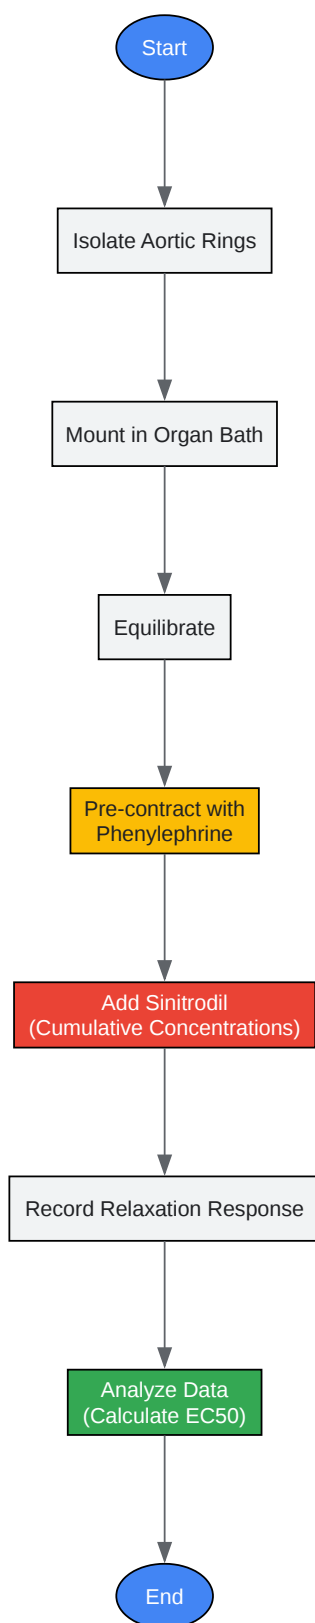 Start
Isolate Aortic Rings
Mount in Organ Bath
Equilibrate
Pre-contract with
Phenylephrine
Add Sinitrodil
(Cumulative Concentrations)
Record Relaxation Response
Analyze Data
(Calculate EC50)
End